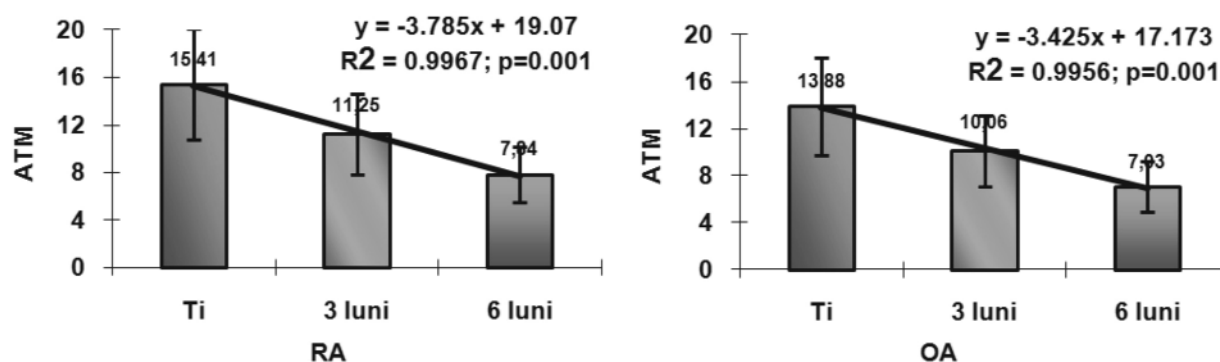 y = -3.785x + 19.07
R2 = 0.9967; p=0.001
ATM
20
16
12
8
4
0
15.41
11,25
7,84
Ti
3 luni
6 luni
RA
y = -3.425x + 17.173
R2 = 0.9956; p=0.001
ATM
20
16
12
8
4
0
13,88
10,06
7,03
Ti
3 luni
6 luni
OA